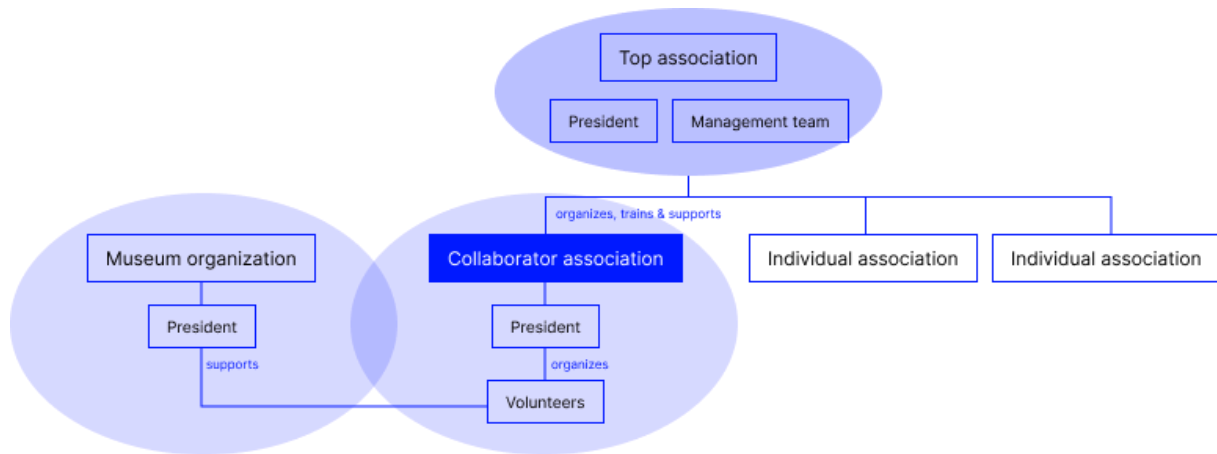 Top association
President
Management team
organizes, trains & supports
Museum organization
Collaborator association
Individual association
Individual association
President
President
supports
organizes
Volunteers